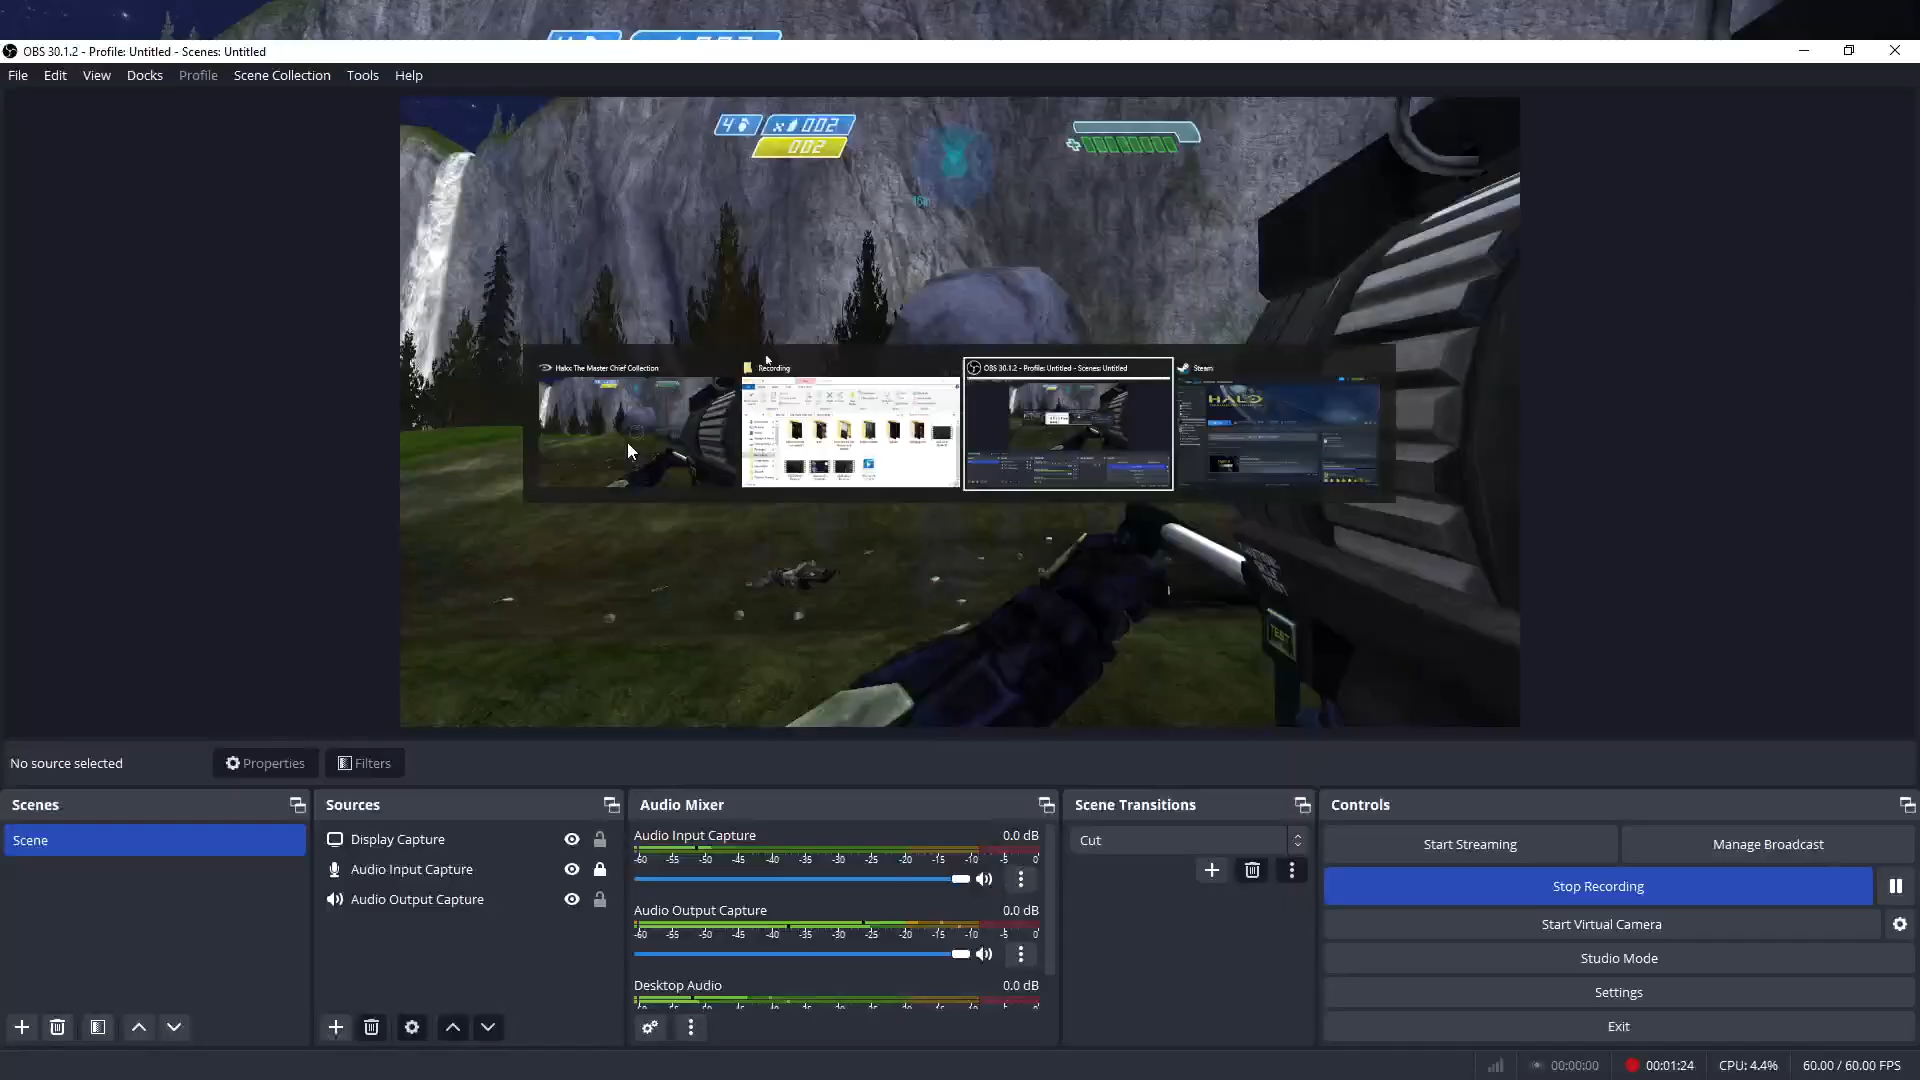 OBS 30.1.2 - Profile: Untitled - Scenes: Untitled
File Edit View Docks Profile Scene Collection Tools Help
4 x 002
002
Halo: The Master Chief Collection
Recording
OBS 30.1.2 - Profile: Untitled - Scenes: Untitled
Steam
HALO
TEST
No source selected
Properties
Filters
Scenes
Scene
Sources
Display Capture
Audio Input Capture
Audio Output Capture
Audio Mixer
Audio Input Capture 0.0 dB
-60 -55 -50 -45 -40 -35 -30 -25 -20 -15 -10 -5 0
Audio Output Capture 0.0 dB
-60 -55 -50 -45 -40 -35 -30 -25 -20 -15 -10 -5 0
Desktop Audio 0.0 dB
Scene Transitions
Cut
Controls
Start Streaming
Manage Broadcast
Stop Recording
Start Virtual Camera
Studio Mode
Settings
Exit
00:00:00
00:01:24
CPU: 4.4%
60.00 / 60.00 FPS